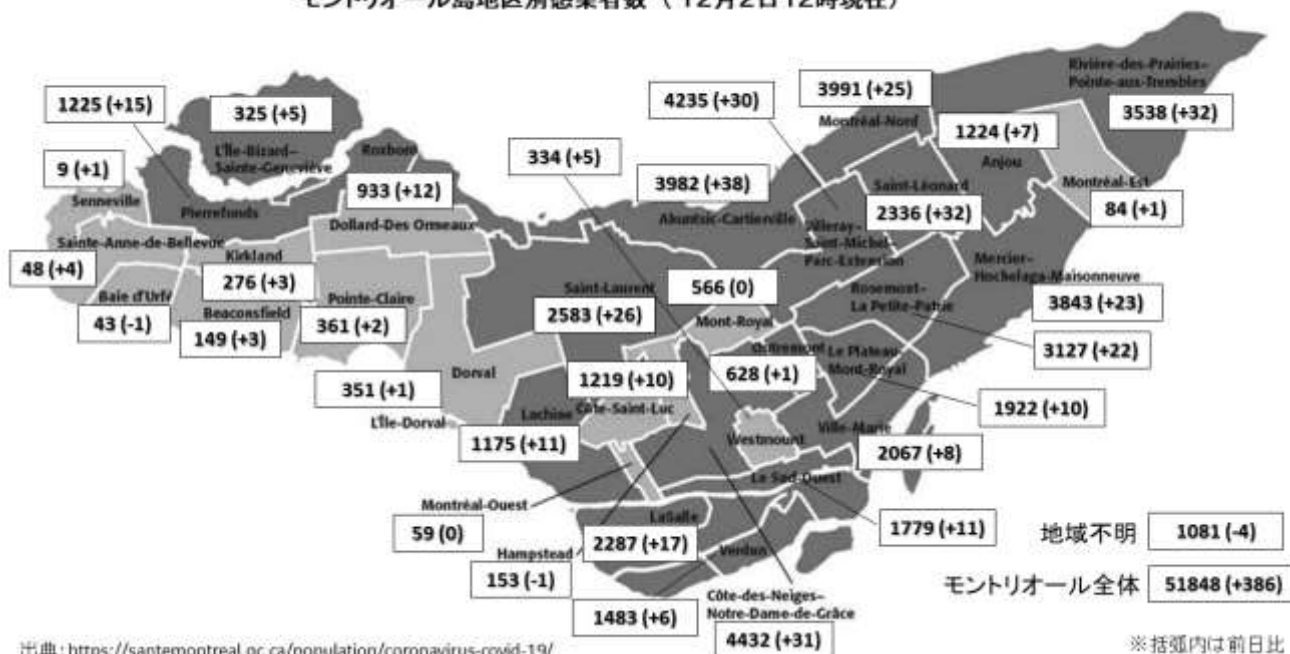 モントリオール島地区別感染者数（12月2日12時現在）
Rivière-des-Prairies–
Pointe-aux-Trembles
3538 (+32)
3991 (+25)
Montréal-Nord
4235 (+30)
1224 (+7)
Anjou
1225 (+15)
325 (+5)
L'Île-Bizard–
Sainte-Geneviève
Roxboro
334 (+5)
9 (+1)
Senneville
933 (+12)
3982 (+38)
Saint-Léonard
2336 (+32)
Montréal-Est
84 (+1)
Pierrefonds
Dollard-Des Ormeaux
Ahuntsic-Cartierville
Villeray–
Saint-Michel–
Parc-Extension
Sainte-Anne-de-Bellevue
48 (+4)
Kirkland
276 (+3)
Mercier–
Hochelaga-Maisonneuve
3843 (+23)
Baie d'Urfé
43 (-1)
Beaconsfield
149 (+3)
Pointe-Claire
361 (+2)
Saint-Laurent
2583 (+26)
566 (0)
Mont-Royal
Rosemont–
La Petite-Patrie
3127 (+22)
Outremont
628 (+1)
Le Plateau-
Mont-Royal
1922 (+10)
351 (+1)
Dorval
L'Île-Dorval
1219 (+10)
Côte-Saint-Luc
Lachine
1175 (+11)
Westmount
Ville-Marie
2067 (+8)
Le Sud-Ouest
1779 (+11)
Montréal-Ouest
59 (0)
LaSalle
2287 (+17)
Hampstead
153 (-1)
Verdun
1483 (+6)
Côte-des-Neiges–
Notre-Dame-de-Grâce
4432 (+31)
地域不明 1081 (-4)
モントリオール全体 51848 (+386)
出典: https://santemontreal.qc.ca/population/coronavirus-covid-19/
※括弧内は前日比